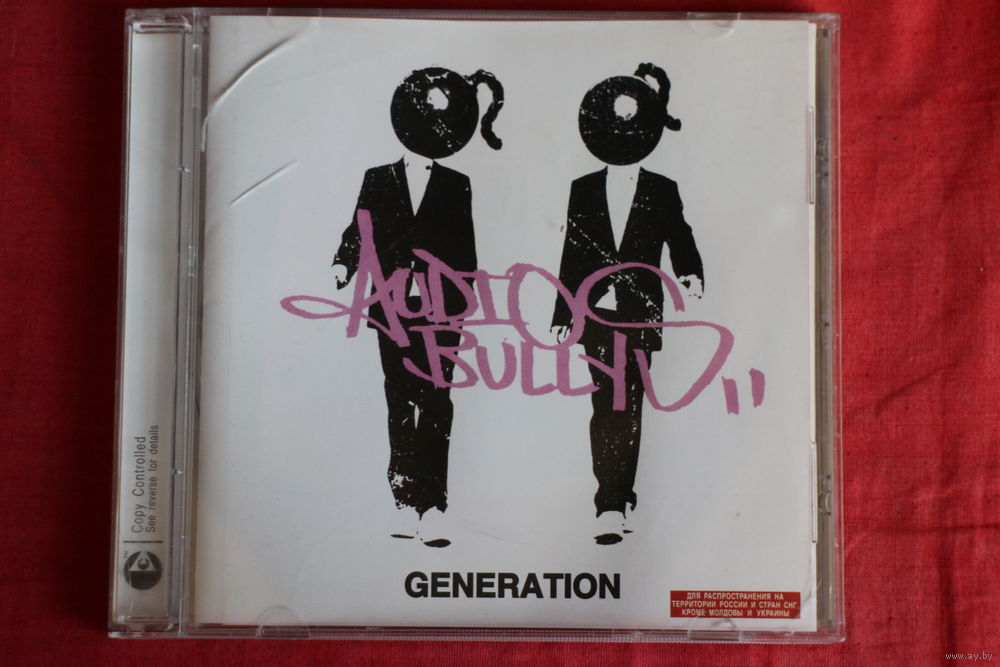 AUDIO
BULLYS
GENERATION
ДЛЯ РАСПРОСТРАНЕНИЯ НА
ТЕРРИТОРИИ РОССИИ И СТРАН СНГ,
КРОМЕ МОЛДОВЫ И УКРАИНЫ
Copy Controlled
See reverse for details
www.ay.by